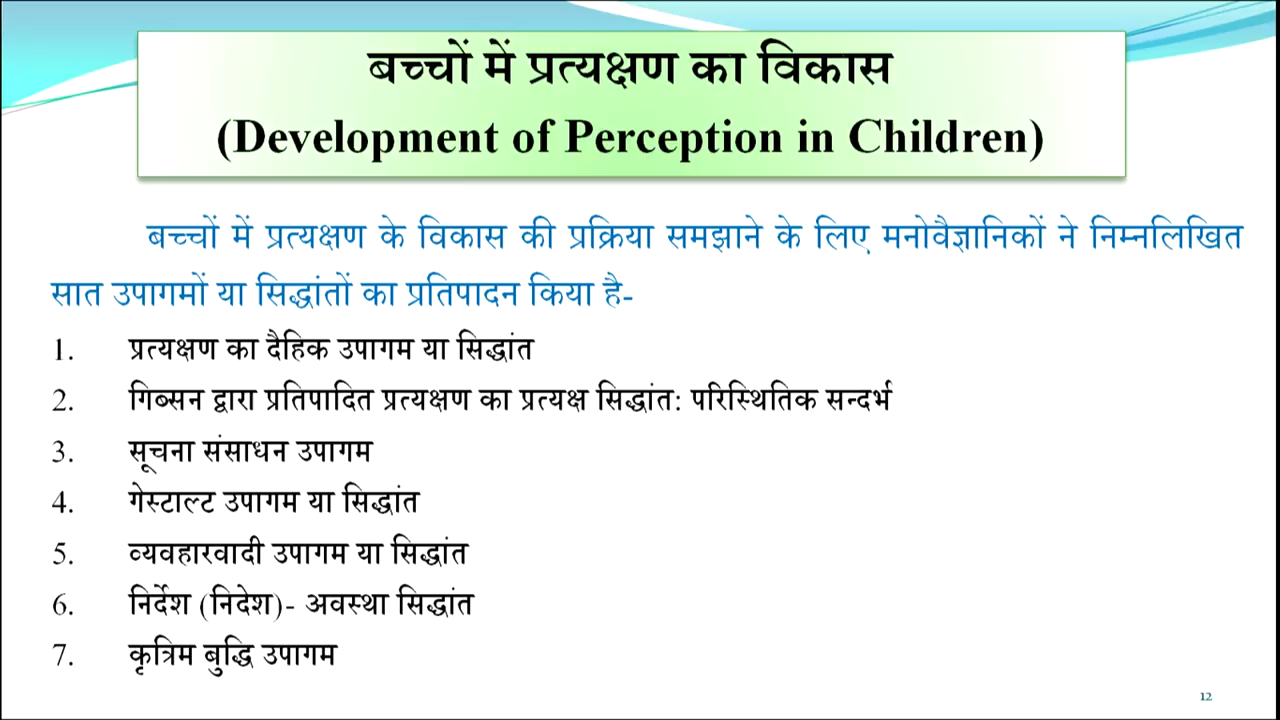 बच्चों में प्रत्यक्षण का विकास
(Development of Perception in Children)
बच्चों में प्रत्यक्षण के विकास की प्रक्रिया समझाने के लिए मनोवैज्ञानिकों ने निम्नलिखित
सात उपागमों या सिद्धांतों का प्रतिपादन किया है-
1. प्रत्यक्षण का दैहिक उपागम या सिद्धांत
2. गिब्सन द्वारा प्रतिपादित प्रत्यक्षण का प्रत्यक्ष सिद्धांत: परिस्थितिक सन्दर्भ
3. सूचना संसाधन उपागम
4. गेस्टाल्ट उपागम या सिद्धांत
5. व्यवहारवादी उपागम या सिद्धांत
6. निर्देश (निदेश)- अवस्था सिद्धांत
7. कृत्रिम बुद्धि उपागम
12